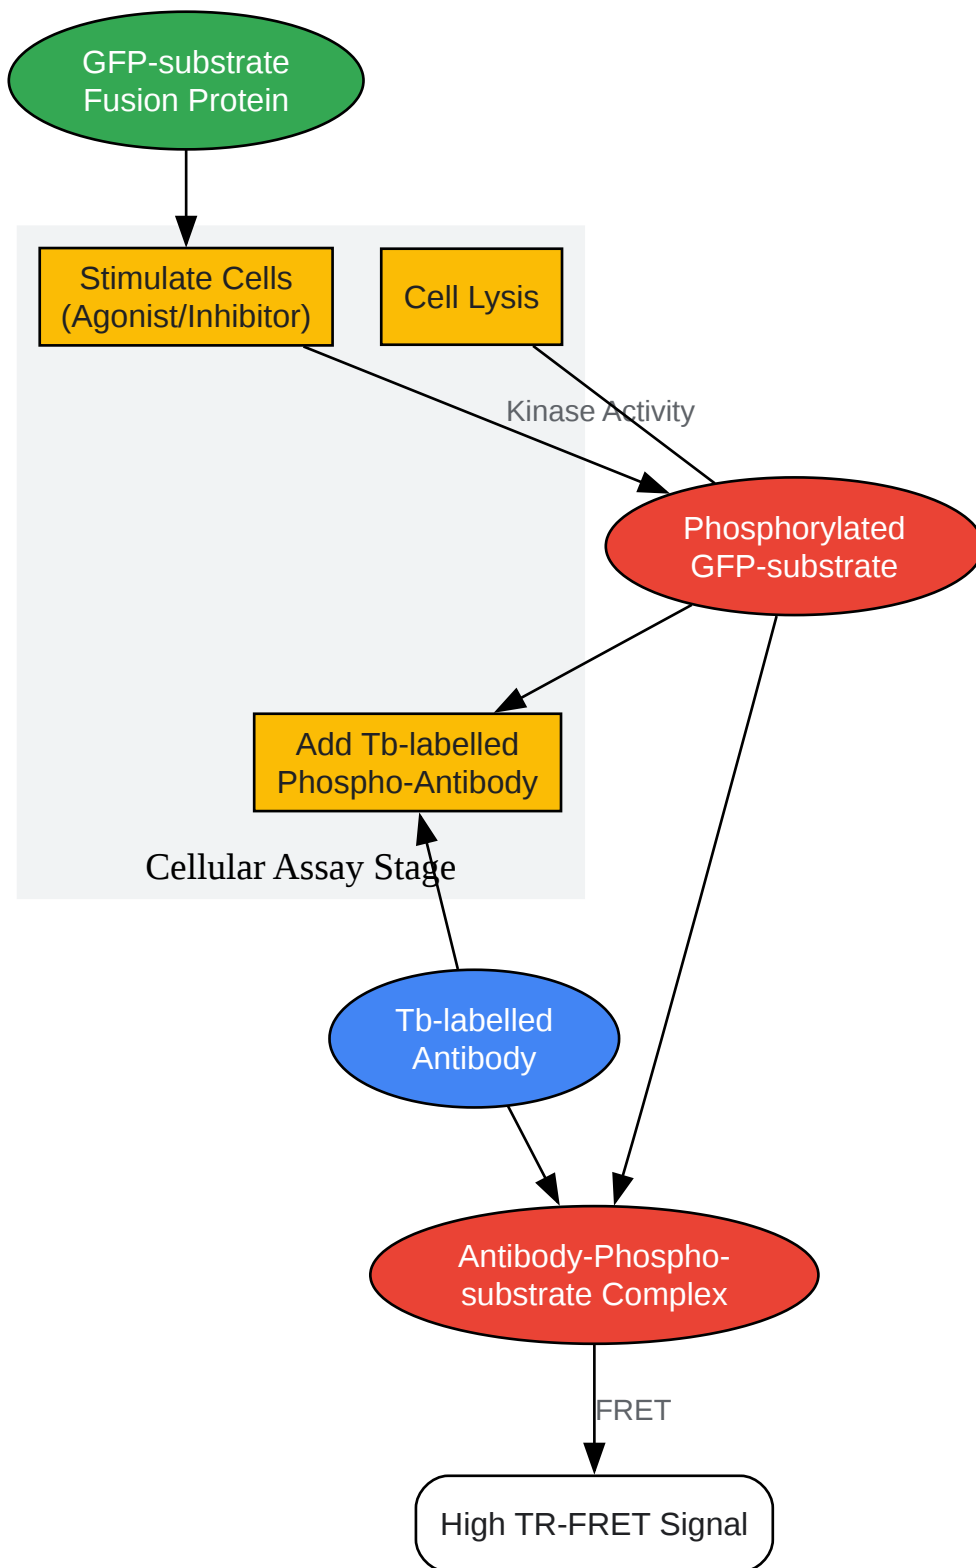 GFP-substrate
Fusion Protein
Stimulate Cells
(Agonist/Inhibitor)
Cell Lysis
Kinase Activity
Phosphorylated
GFP-substrate
Add Tb-labelled
Phospho-Antibody
Cellular Assay Stage
Tb-labelled
Antibody
Antibody-Phospho-
substrate Complex
FRET
High TR-FRET Signal